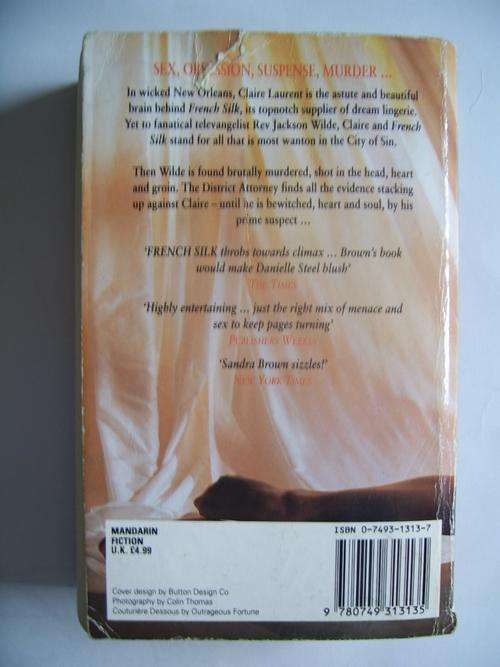 SEX, OBSESSION, SUSPENSE, MURDER ...
In wicked New Orleans, Claire Laurent is the astute and beautiful
brain behind French Silk, its topnotch supplier of dream lingerie.
Yet to fanatical televangelist Rev Jackson Wilde, Claire and French
Silk stand for all that is most wanton in the City of Sin.
Then Wilde is found brutally murdered, shot in the head, heart
and groin. The District Attorney finds all the evidence stacking
up against Claire – until he is bewitched, heart and soul, by his
prime suspect ...
'FRENCH SILK throbs towards climax ... Brown's book
would make Danielle Steel blush'
THE TIMES
'Highly entertaining ... just the right mix of menace and
sex to keep pages turning'
PUBLISHERS WEEKLY
'Sandra Brown sizzles!'
NEW YORK TIMES
MANDARIN
FICTION
U.K. £4.99
ISBN 0-7493-1313-7
Cover design by Button Design Co
Photography by Colin Thomas
Couturière Dessous by Outrageous Fortune
9 780749 313135